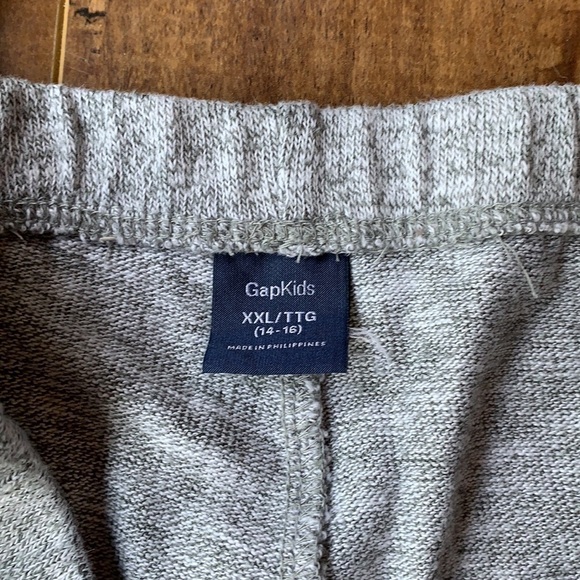 GapKids
XXL/TTG
(14-16)
MADE IN PHILIPPINES